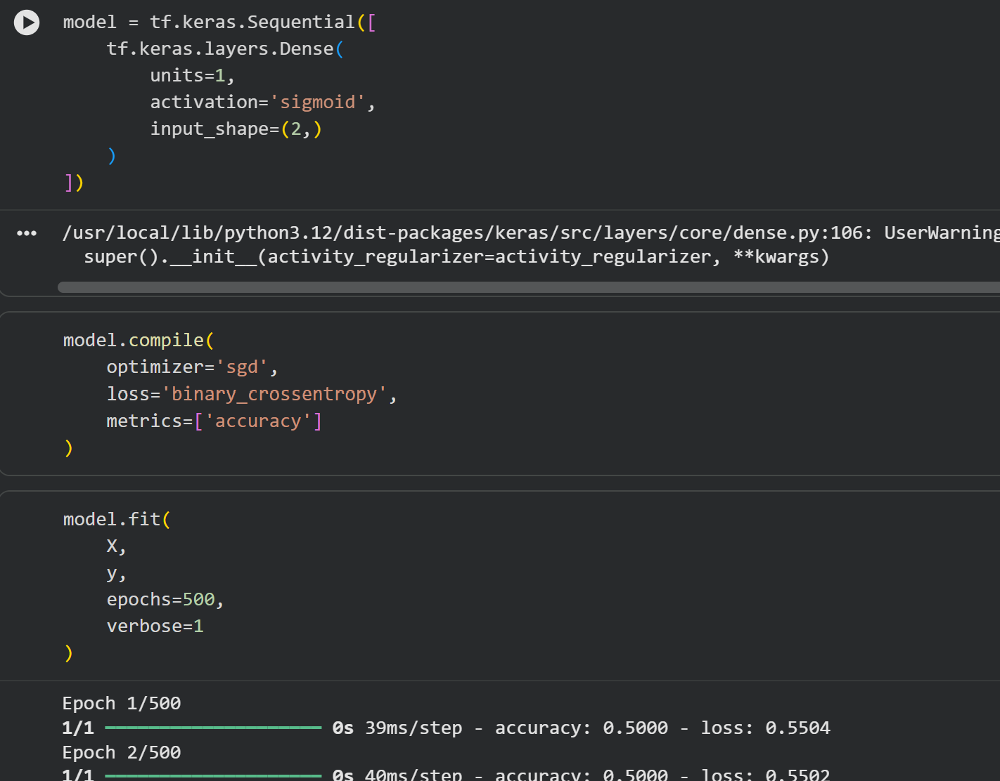 model = tf.keras.Sequential([
    tf.keras.layers.Dense(
        units=1,
        activation='sigmoid',
        input_shape=(2,)
    )
])
/usr/local/lib/python3.12/dist-packages/keras/src/layers/core/dense.py:106: UserWarning
  super().__init__(activity_regularizer=activity_regularizer, **kwargs)
model.compile(
    optimizer='sgd',
    loss='binary_crossentropy',
    metrics=['accuracy']
)
model.fit(
    X,
    y,
    epochs=500,
    verbose=1
)
Epoch 1/500
1/1 ━━━━━━━━━━━━━━━━━━━━ 0s 39ms/step - accuracy: 0.5000 - loss: 0.5504
Epoch 2/500
1/1 ━━━━━━━━━━━━━━━━━━━━ 0s 40ms/step - accuracy: 0.5000 - loss: 0.5502